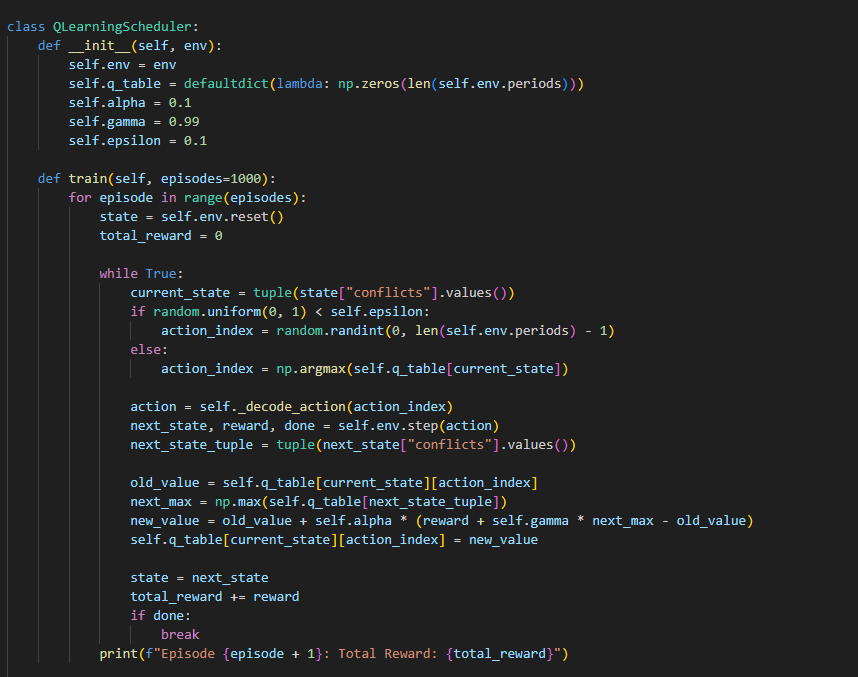 class QLearningScheduler:
    def __init__(self, env):
        self.env = env
        self.q_table = defaultdict(lambda: np.zeros(len(self.env.periods)))
        self.alpha = 0.1
        self.gamma = 0.99
        self.epsilon = 0.1

    def train(self, episodes=1000):
        for episode in range(episodes):
            state = self.env.reset()
            total_reward = 0

            while True:
                current_state = tuple(state["conflicts"].values())
                if random.uniform(0, 1) < self.epsilon:
                    action_index = random.randint(0, len(self.env.periods) - 1)
                else:
                    action_index = np.argmax(self.q_table[current_state])

                action = self._decode_action(action_index)
                next_state, reward, done = self.env.step(action)
                next_state_tuple = tuple(next_state["conflicts"].values())

                old_value = self.q_table[current_state][action_index]
                next_max = np.max(self.q_table[next_state_tuple])
                new_value = old_value + self.alpha * (reward + self.gamma * next_max - old_value)
                self.q_table[current_state][action_index] = new_value

                state = next_state
                total_reward += reward
                if done:
                    break
            print(f"Episode {episode + 1}: Total Reward: {total_reward}")